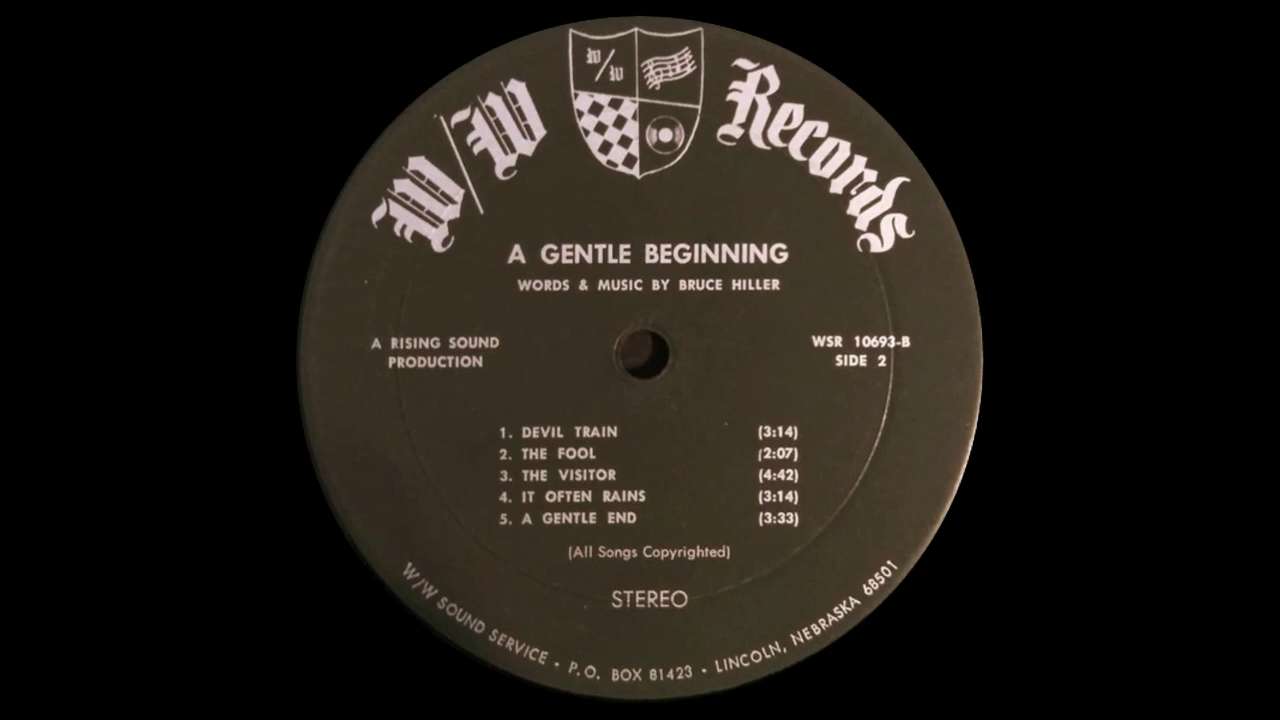 W/W Records
W/W
A GENTLE BEGINNING
WORDS & MUSIC BY BRUCE HILLER
A RISING SOUND
PRODUCTION
WSR 10693-B
SIDE 2
1. DEVIL TRAIN (3:14)
2. THE FOOL (2:07)
3. THE VISITOR (4:42)
4. IT OFTEN RAINS (3:14)
5. A GENTLE END (3:33)
(All Songs Copyrighted)
STEREO
W/W SOUND SERVICE • P.O. BOX 81423 • LINCOLN, NEBRASKA 68501